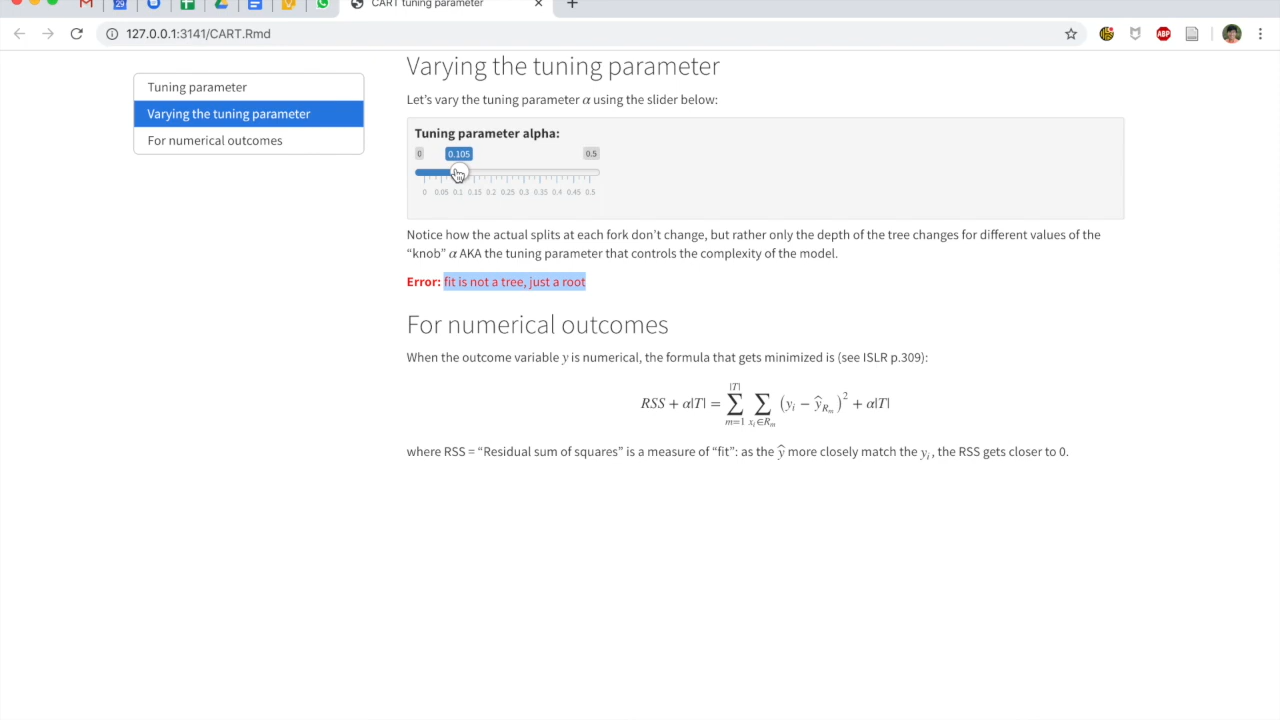 CART tuning parameter
127.0.0.1:3141/CART.Rmd
29
ABP
Tuning parameter
Varying the tuning parameter
For numerical outcomes
Varying the tuning parameter
Let's vary the tuning parameter α using the slider below:
Tuning parameter alpha:
0 0.105 0.5
0 0.05 0.1 0.15 0.2 0.25 0.3 0.35 0.4 0.45 0.5
Notice how the actual splits at each fork don't change, but rather only the depth of the tree changes for different values of the
“knob” α AKA the tuning parameter that controls the complexity of the model.
Error: fit is not a tree, just a root
For numerical outcomes
When the outcome variable y is numerical, the formula that gets minimized is (see ISLR p.309):
RSS + α|T| = ∑_{m=1}^{|T|} ∑_{x_i∈R_m} (y_i − ŷ_{R_m})² + α|T|
where RSS = “Residual sum of squares” is a measure of “fit”: as the ŷ more closely match the y_i, the RSS gets closer to 0.